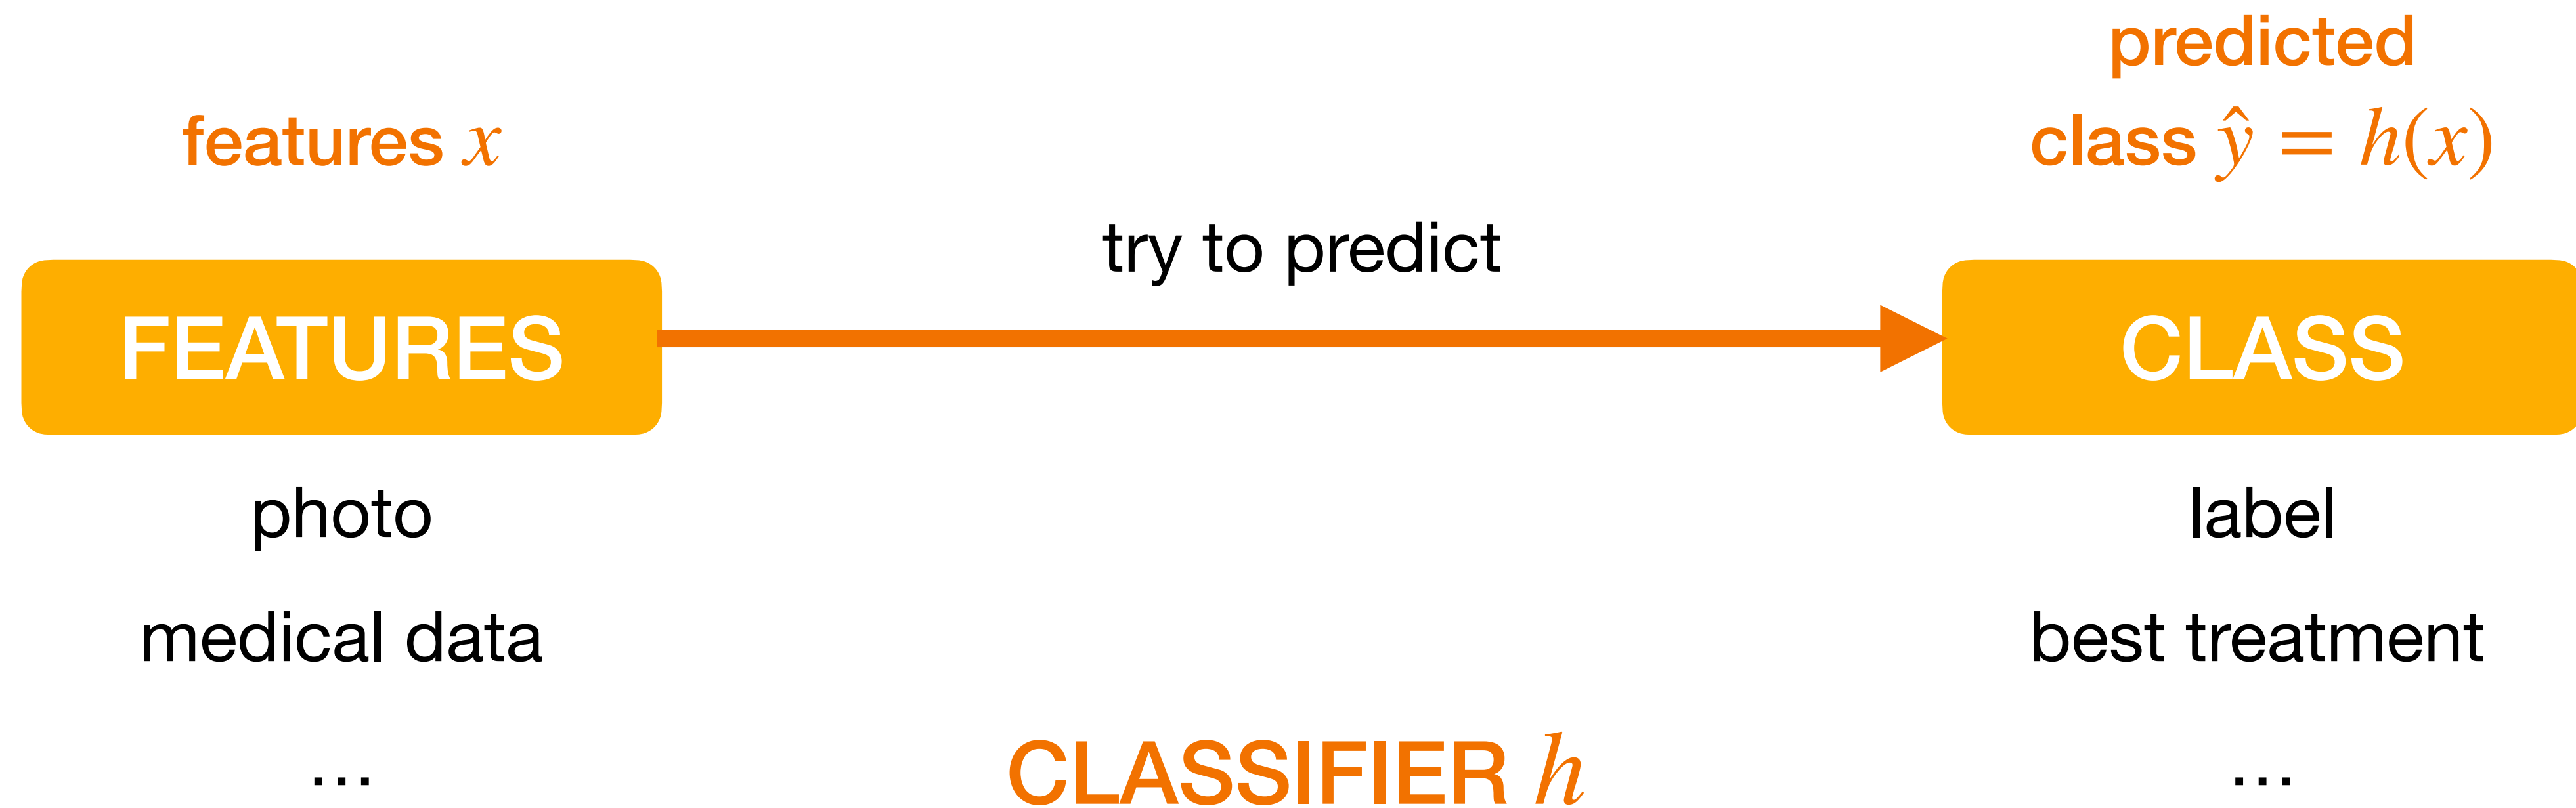 features x
predicted
class ŷ = h(x)
try to predict
FEATURES
CLASS
photo
label
medical data
best treatment
...
CLASSIFIER h
...